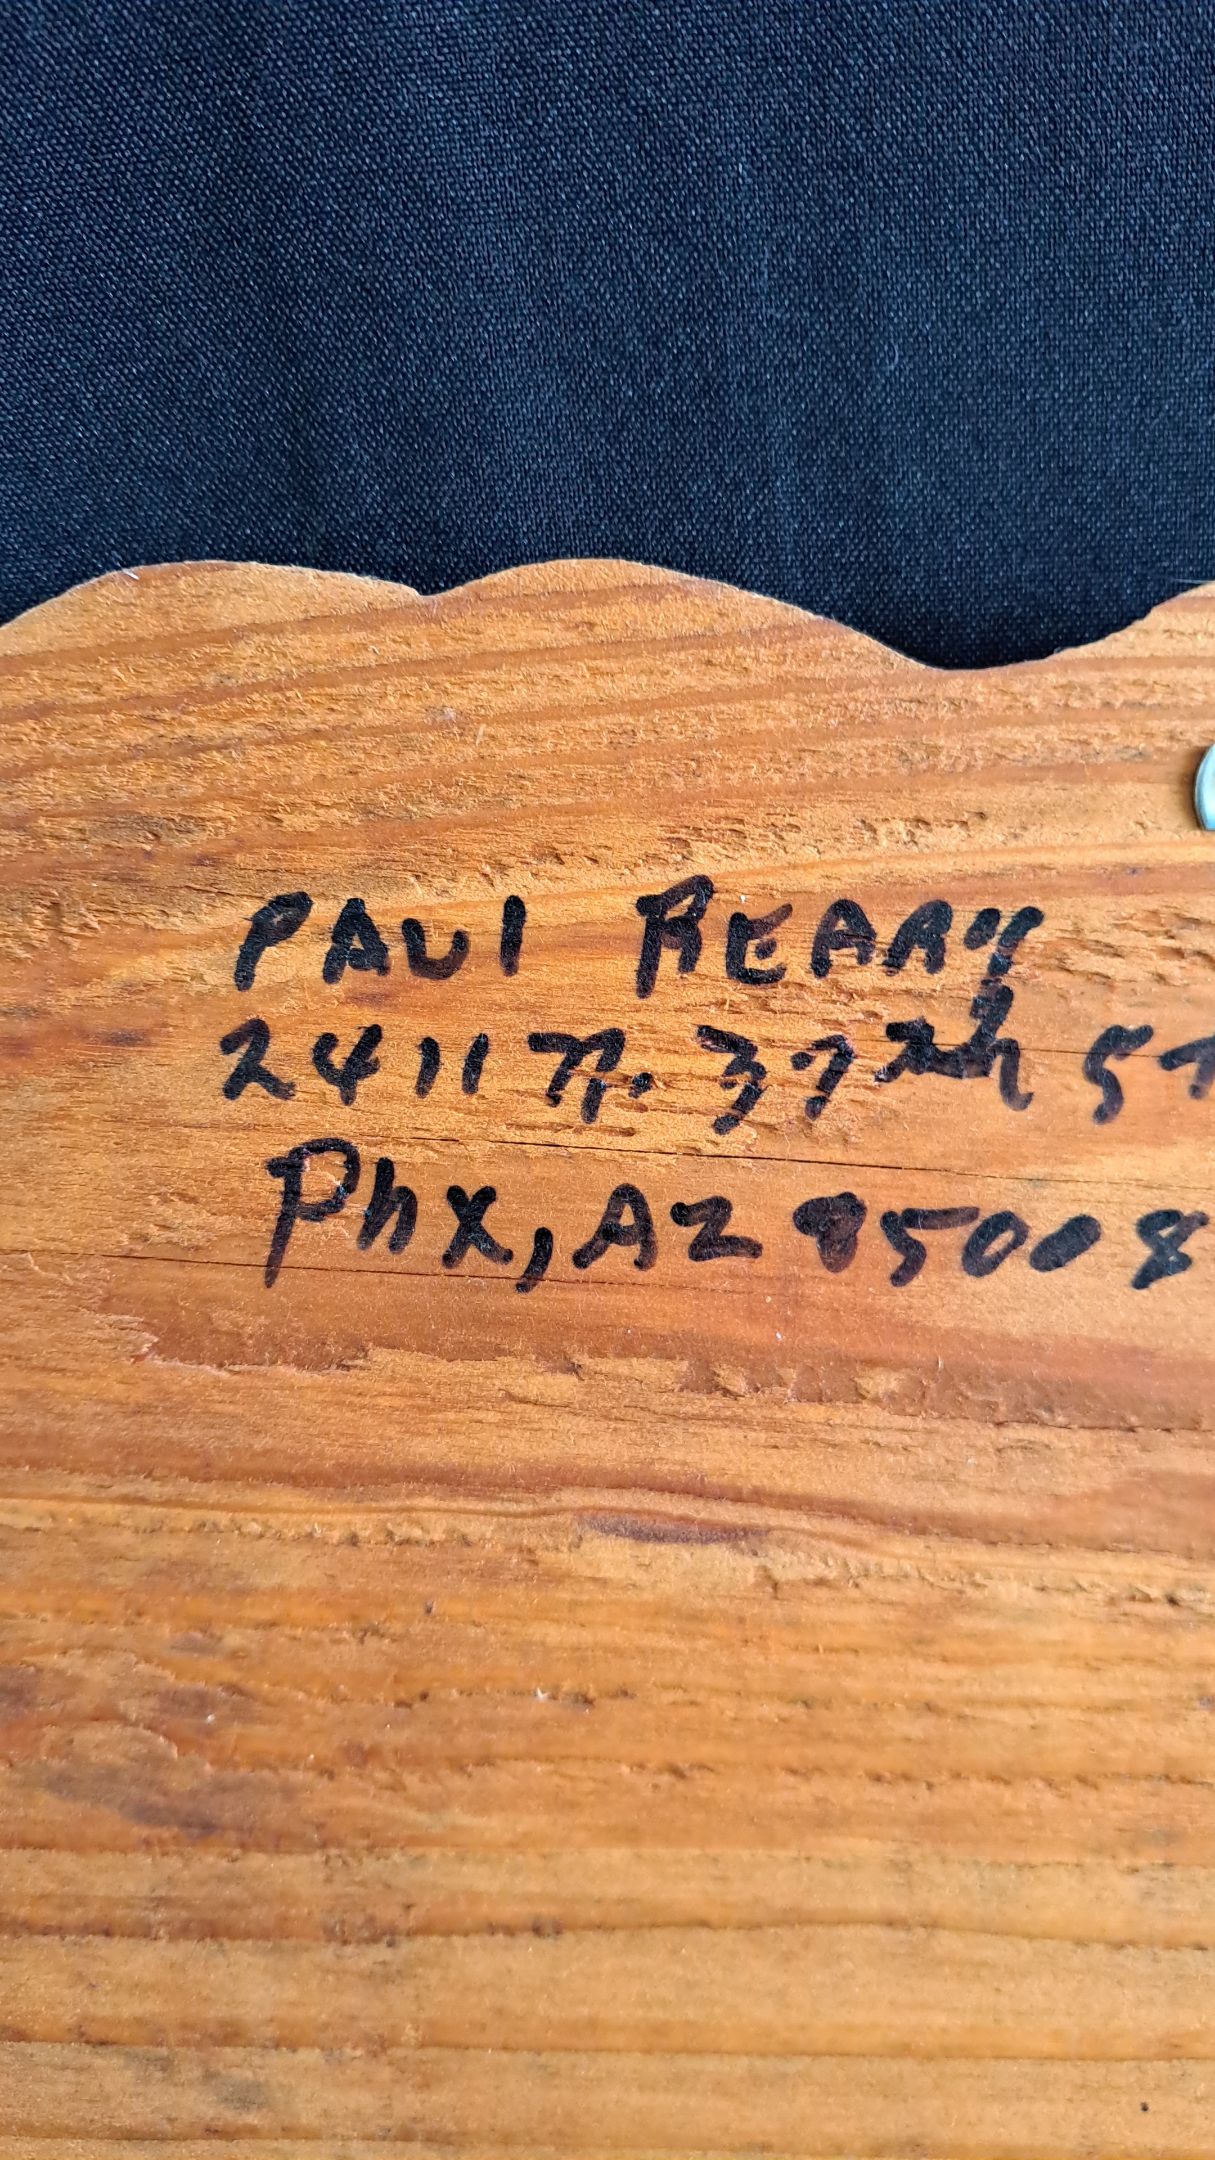 PAUl REARY
2411 N. 37th ST
Phx, AZ 85008